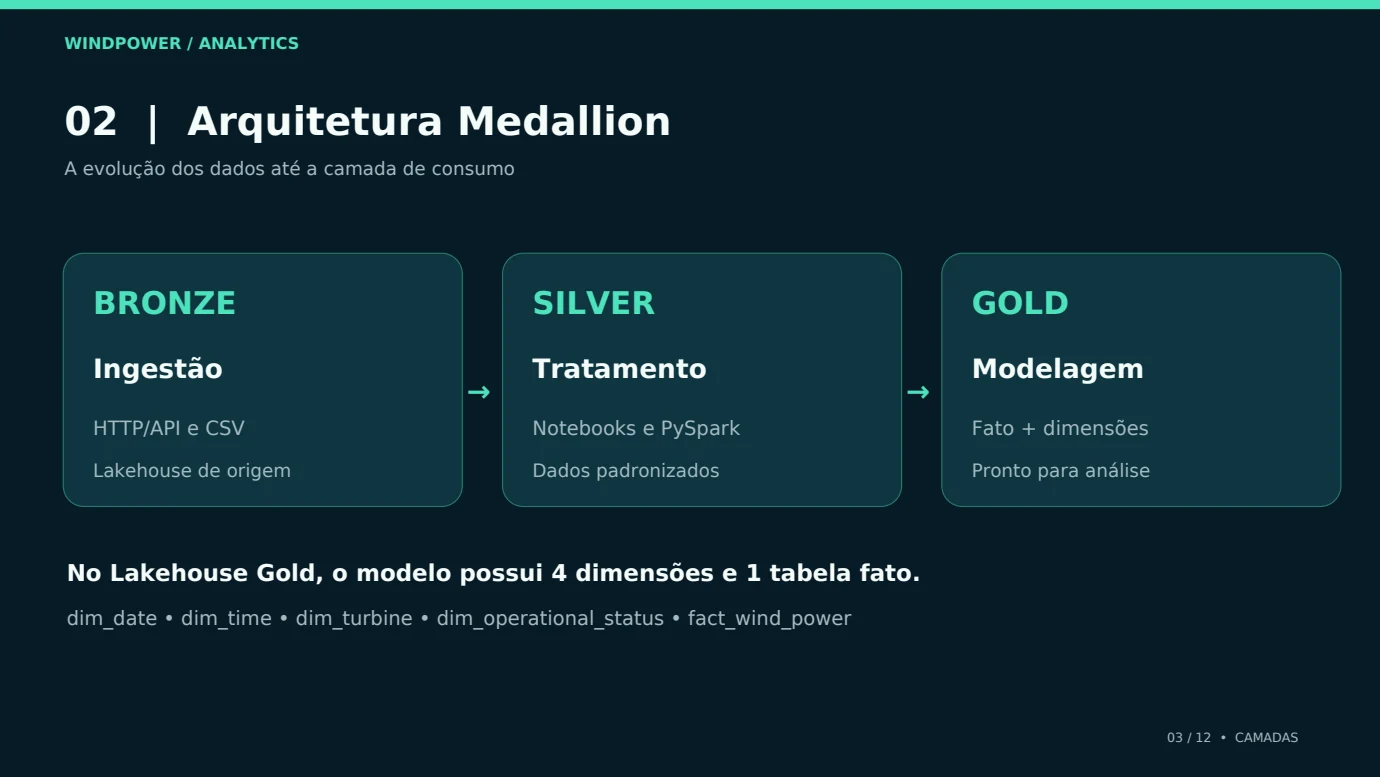 WINDPOWER / ANALYTICS
02 | Arquitetura Medallion
A evolução dos dados até a camada de consumo
BRONZE
Ingestão
HTTP/API e CSV
Lakehouse de origem
→
SILVER
Tratamento
Notebooks e PySpark
Dados padronizados
→
GOLD
Modelagem
Fato + dimensões
Pronto para análise
No Lakehouse Gold, o modelo possui 4 dimensões e 1 tabela fato.
dim_date • dim_time • dim_turbine • dim_operational_status • fact_wind_power
03 / 12 • CAMADAS